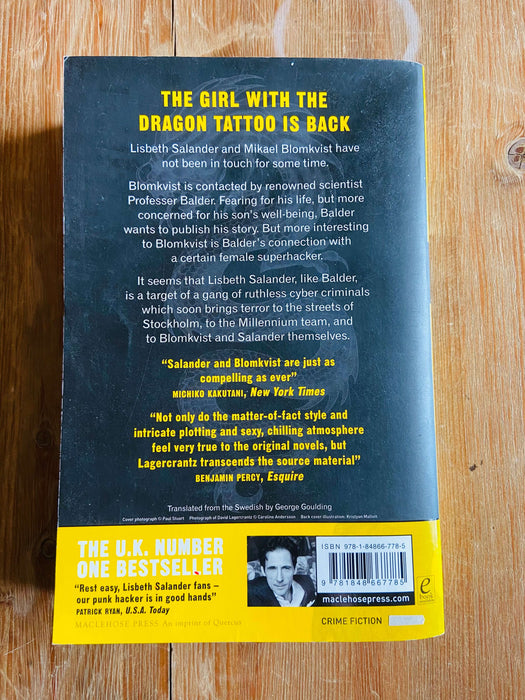 THE GIRL WITH THE
DRAGON TATTOO IS BACK
Lisbeth Salander and Mikael Blomkvist have
not been in touch for some time.
Blomkvist is contacted by renowned scientist
Professor Balder. Fearing for his life, but more
concerned for his son's well-being, Balder
wants to publish his story. But more interesting
to Blomkvist is Balder's connection with
a certain female superhacker.
It seems that Lisbeth Salander, like Balder,
is a target of a gang of ruthless cyber criminals
which soon brings terror to the streets of
Stockholm, to the Millennium team, and
to Blomkvist and Salander themselves.
“Salander and Blomkvist are just as
compelling as ever”
MICHIKO KAKUTANI, New York Times
“Not only do the matter-of-fact style and
intricate plotting and sexy, chilling atmosphere
feel very true to the original novels, but
Lagercrantz transcends the source material”
BENJAMIN PERCY, Esquire
Translated from the Swedish by George Goulding
Cover photograph © Paul Stuart Photograph of David Lagercrantz © Caroline Andersson Back cover illustration: Kristyan Mallett
THE U.K. NUMBER
ONE BESTSELLER
“Rest easy, Lisbeth Salander fans –
our punk hacker is in good hands”
PATRICK RYAN, U.S.A. Today
MACLEHOSE PRESS An imprint of Quercus
ISBN 978-1-84866-778-5
9 781848 667785
maclehosepress.com
e
book
CRIME FICTION